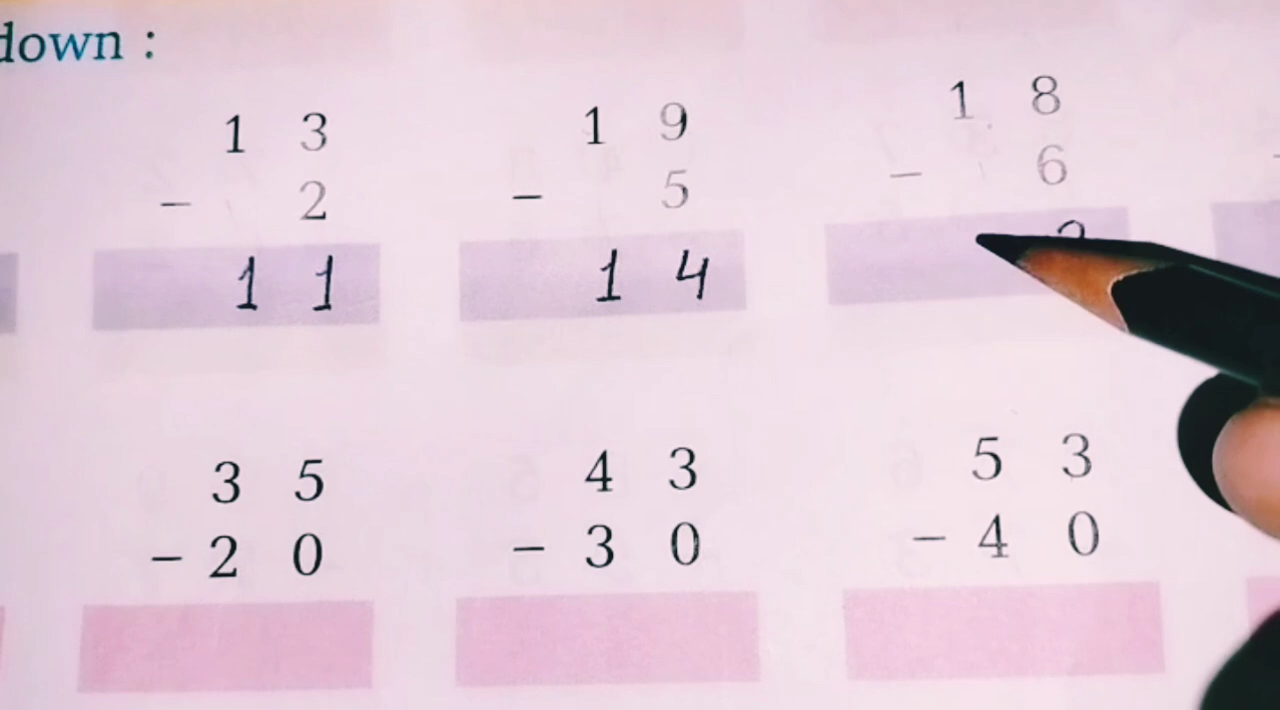 down :
1 3 1 9 1 8
- 2 - 5 - 6
1 1 1 4
3 5 4 3 5 3
- 2 0 - 3 0 - 4 0